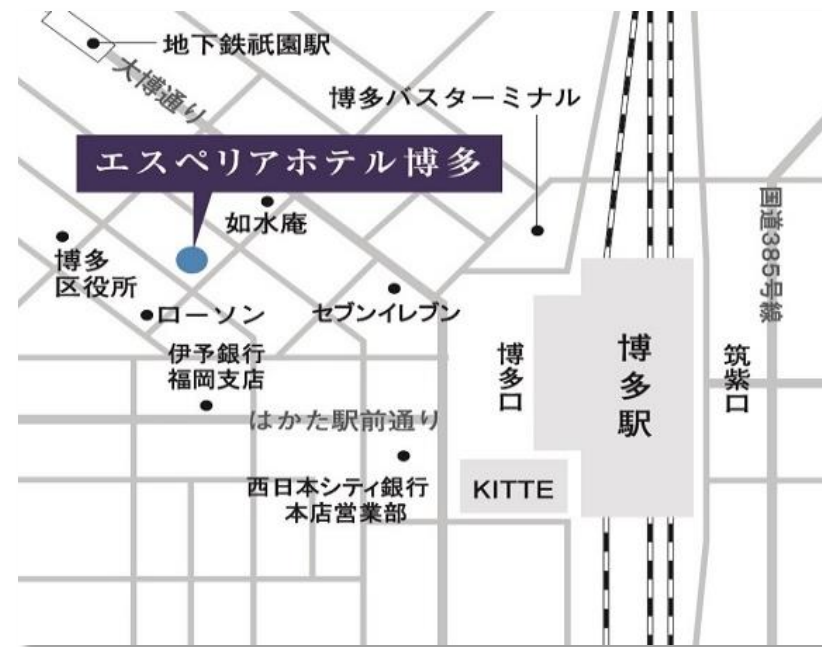 地下鉄祇園駅
大博通り
博多バスターミナル
エスペリアホテル博多
国道385号線
如水庵
博多
区役所
ローソン
セブンイレブン
伊予銀行
福岡支店
博多口
博多駅
筑紫口
はかた駅前通り
西日本シティ銀行
本店営業部
KITTE